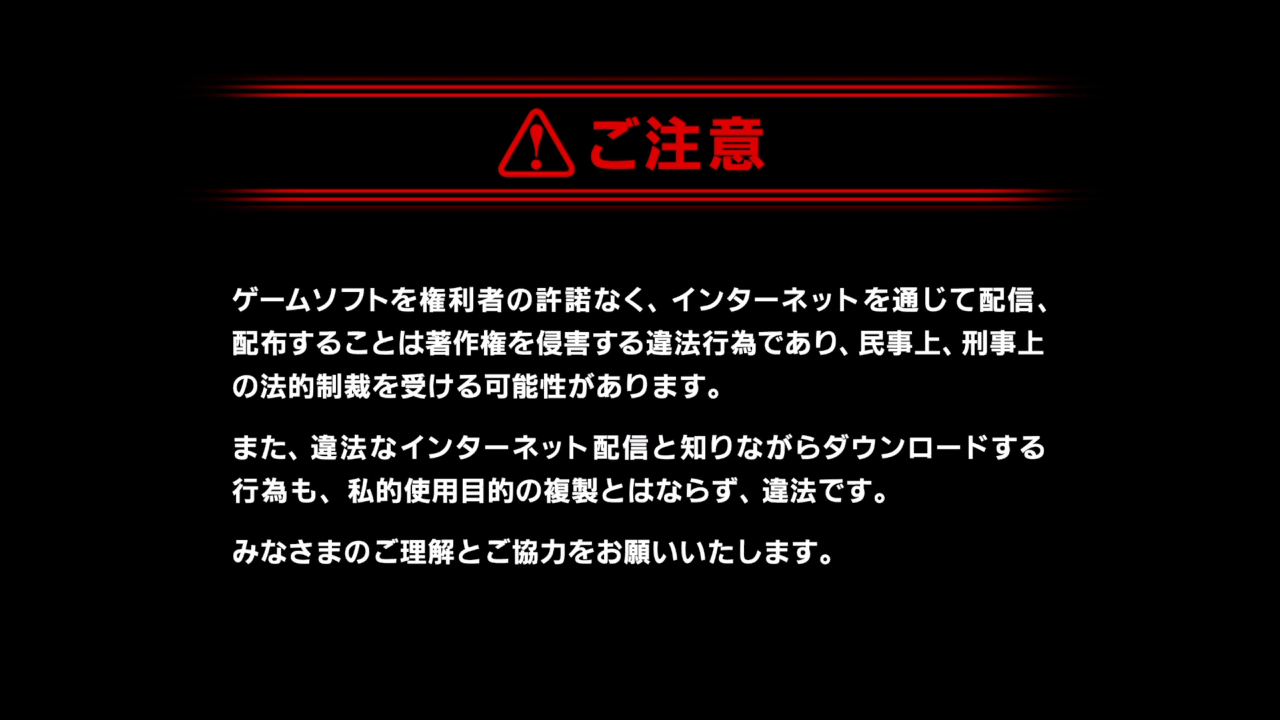 ご注意
ゲームソフトを権利者の許諾なく、インターネットを通じて配信、
配布することは著作権を侵害する違法行為であり、民事上、刑事上
の法的制裁を受ける可能性があります。
また、違法なインターネット配信と知りながらダウンロードする
行為も、私的使用目的の複製とはならず、違法です。
みなさまのご理解とご協力をお願いいたします。